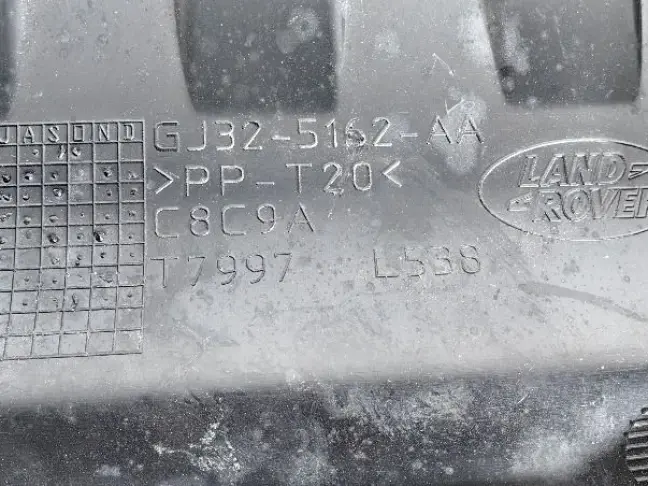 JASOND
GJ32-5162-AA
>PP-T20<
C8C9A
T7997 L538
LAND
ROVER